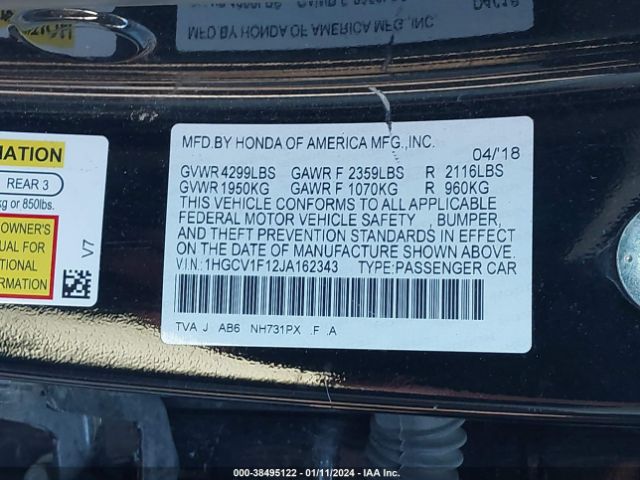 MFG BY HONDA OF AMERICA MFG.,INC
MFD.BY HONDA OF AMERICA MFG.,INC.
04/'18
GVWR 4299LBS GAWR F 2359LBS R 2116LBS
GVWR 1950KG GAWR F 1070KG R 960KG
THIS VEHICLE CONFORMS TO ALL APPLICABLE
FEDERAL MOTOR VEHICLE SAFETY , BUMPER,
AND THEFT PREVENTION STANDARDS IN EFFECT
ON THE DATE OF MANUFACTURE SHOWN ABOVE.
V.I.N.:1HGCV1F12JA162343 TYPE:PASSENGER CAR
TVA J AB6 NH731PX .F .A
MATION
REAR 3
kg or 850lbs.
OWNER'S
UAL FOR
TIONAL
RMATION
V7
000-38495122 - 01/11/2024 - IAA Inc.